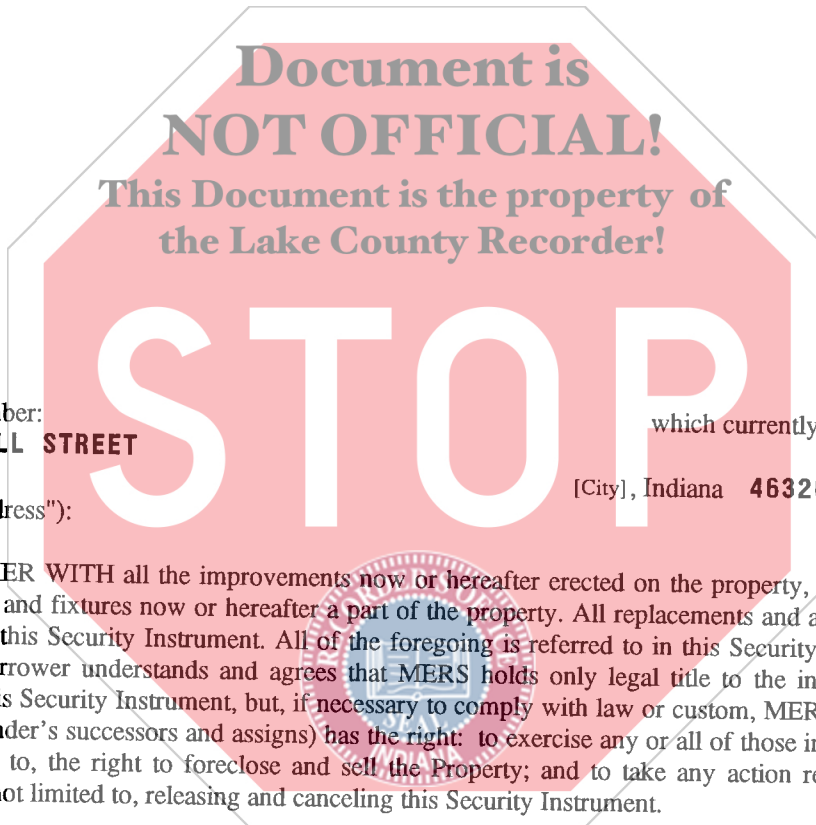 Document is
NOT OFFICIAL!
This Document is the property of
the Lake County Recorder!
STOP
ber:
which currently
LL STREET
[City], Indiana 4632
ress"):
ER WITH all the improvements now or hereafter erected on the property,
and fixtures now or hereafter a part of the property. All replacements and a
this Security Instrument. All of the foregoing is referred to in this Security
rrower understands and agrees that MERS holds only legal title to the in
s Security Instrument, but, if necessary to comply with law or custom, MER
der's successors and assigns) has the right: to exercise any or all of those in
to, the right to foreclose and sell the Property; and to take any action re
ot limited to, releasing and canceling this Security Instrument.
SEAL
INDIANA